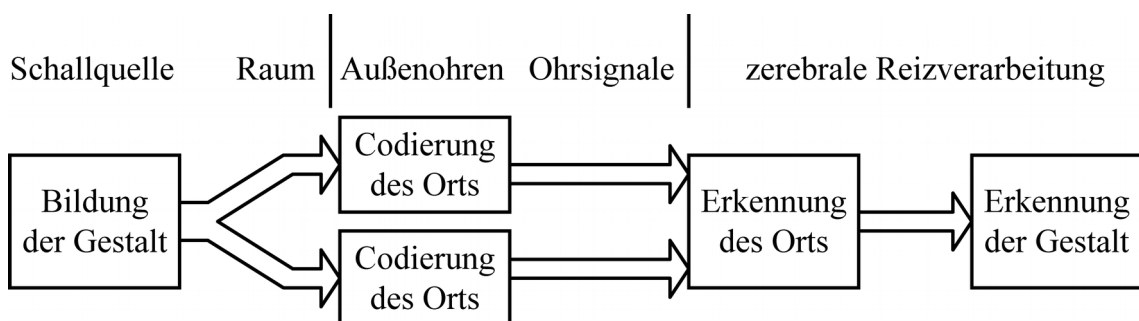 Schallquelle Raum Außenohren Ohrsignale zerebrale Reizverarbeitung
Bildung
der Gestalt
Codierung
des Orts
Codierung
des Orts
Erkennung
des Orts
Erkennung
der Gestalt